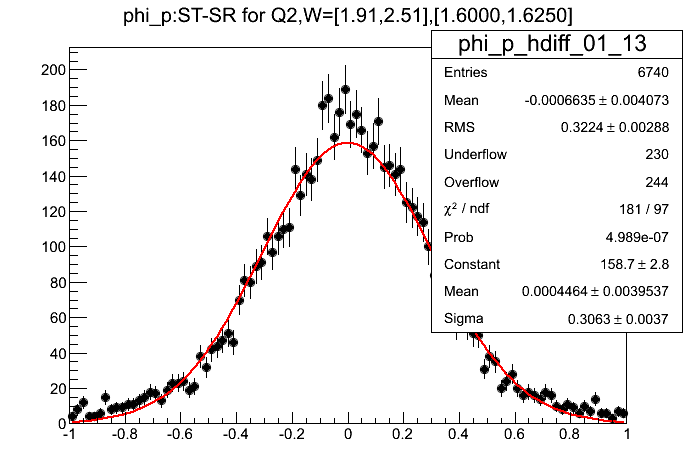 phi_p:ST-SR for Q2,W=[1.91,2.51],[1.6000,1.6250]
phi_p_hdiff_01_13
Entries 6740
Mean -0.0006635 ± 0.004073
RMS 0.3224 ± 0.00288
Underflow 230
Overflow 244
χ² / ndf 181 / 97
Prob 4.989e-07
Constant 158.7 ± 2.8
Mean 0.0004464 ± 0.0039537
Sigma 0.3063 ± 0.0037
200
180
160
140
120
100
80
60
40
20
0
-1 -0.8 -0.6 -0.4 -0.2 0 0.2 0.4 0.6 0.8 1